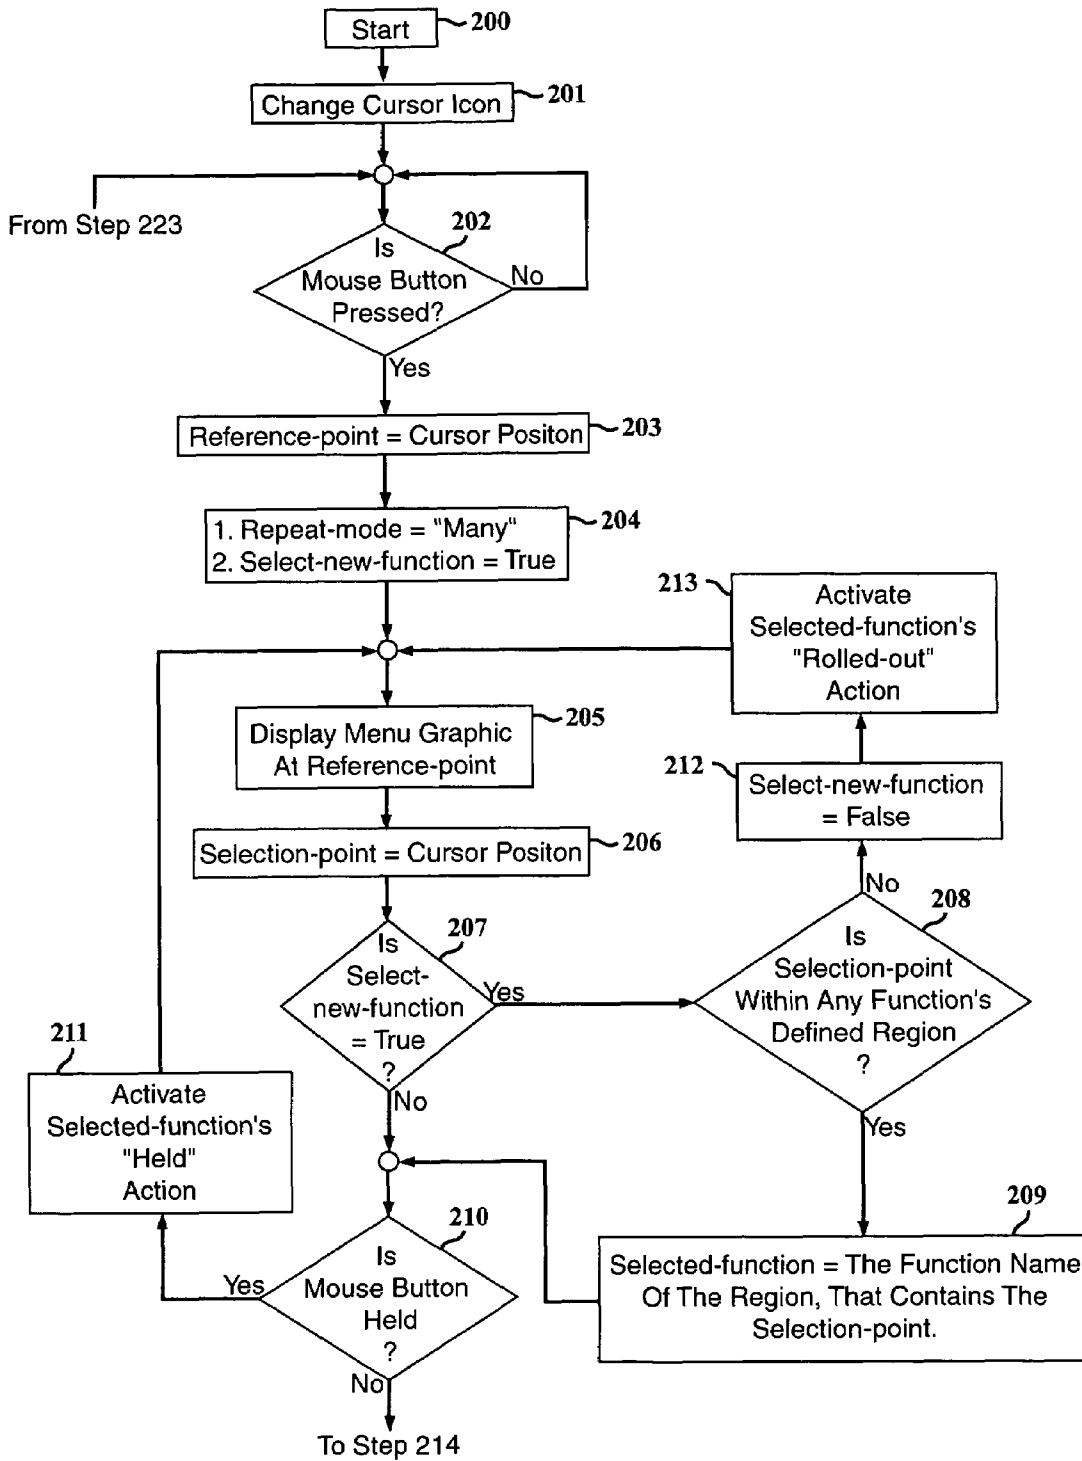 Start
200
Change Cursor Icon
201
From Step 223
202
Is
Mouse Button
Pressed?
No
Yes
Reference-point = Cursor Positon
203
1. Repeat-mode = "Many"
2. Select-new-function = True
204
213
Activate
Selected-function's
"Rolled-out"
Action
Display Menu Graphic
At Reference-point
205
212
Select-new-function
= False
Selection-point = Cursor Positon
206
No
208
207
Is
Select-
new-function
= True
?
Yes
No
Is
Selection-point
Within Any Function's
Defined Region
?
Yes
211
Activate
Selected-function's
"Held"
Action
210
Is
Mouse Button
Held
?
Yes
No
209
Selected-function = The Function Name
Of The Region, That Contains The
Selection-point.
To Step 214